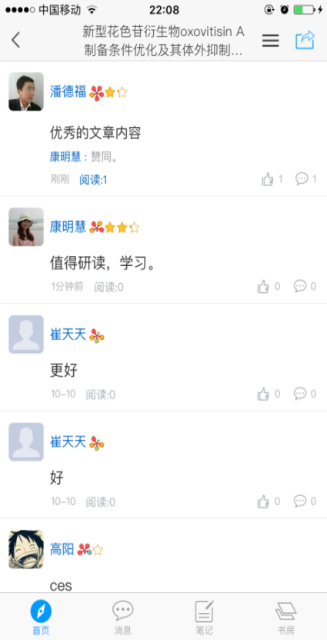 中国移动 22:08
新型花色苷衍生物oxovitisin A
制备条件优化及其体外抑制...
潘德福
优秀的文章内容
康明慧：赞同。
刚刚 阅读:1 1 1
康明慧
值得研读，学习。
1分钟前 阅读:0 0 0
崔天天
更好
10-10 阅读:0 0 0
崔天天
好
10-10 阅读:0 0 0
高阳
ces
首页 消息 笔记 书房